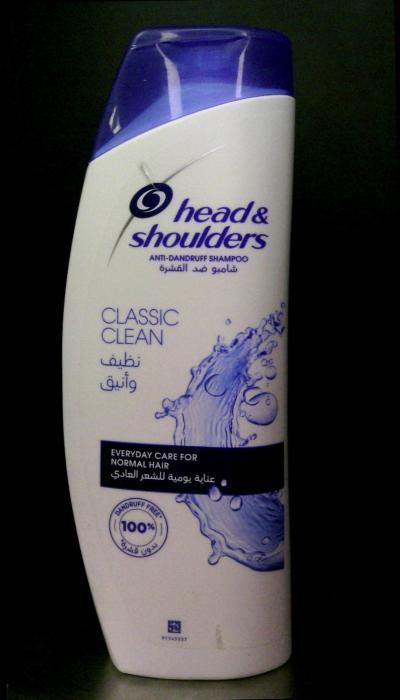 head &
shoulders
ANTI-DANDRUFF SHAMPOO
شامبو ضد القشرة
CLASSIC
CLEAN
نظيف
وأنيق
EVERYDAY CARE FOR
NORMAL HAIR
عناية يومية للشعر العادي
DANDRUFF FREE*
100%
بدون قشرة*